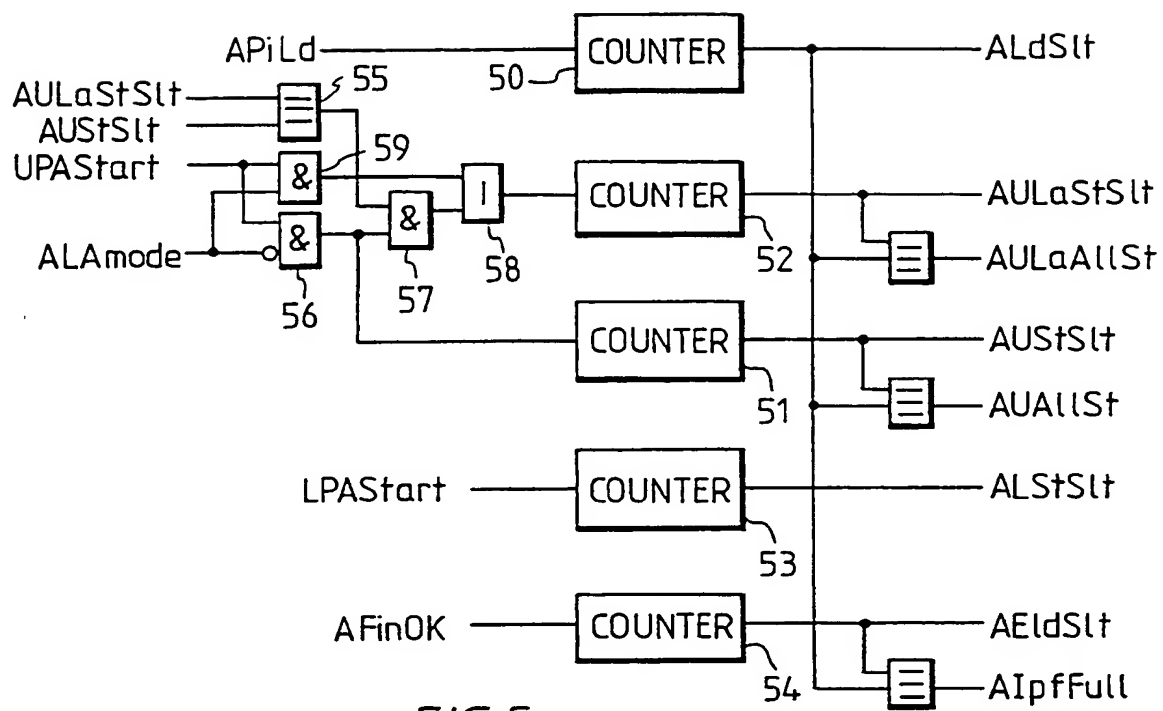 APiLd
COUNTER
50
ALdSlt
AULaStSlt
AUStSlt
55
UPAStart
&
59
ALAmode
&
56
&
57
|
58
COUNTER
52
AULaStSlt
AULaAllSt
COUNTER
51
AUStSlt
AUAllSt
LPAStart
COUNTER
53
ALStSlt
AFinOK
COUNTER
54
AEldSlt
AIpfFull